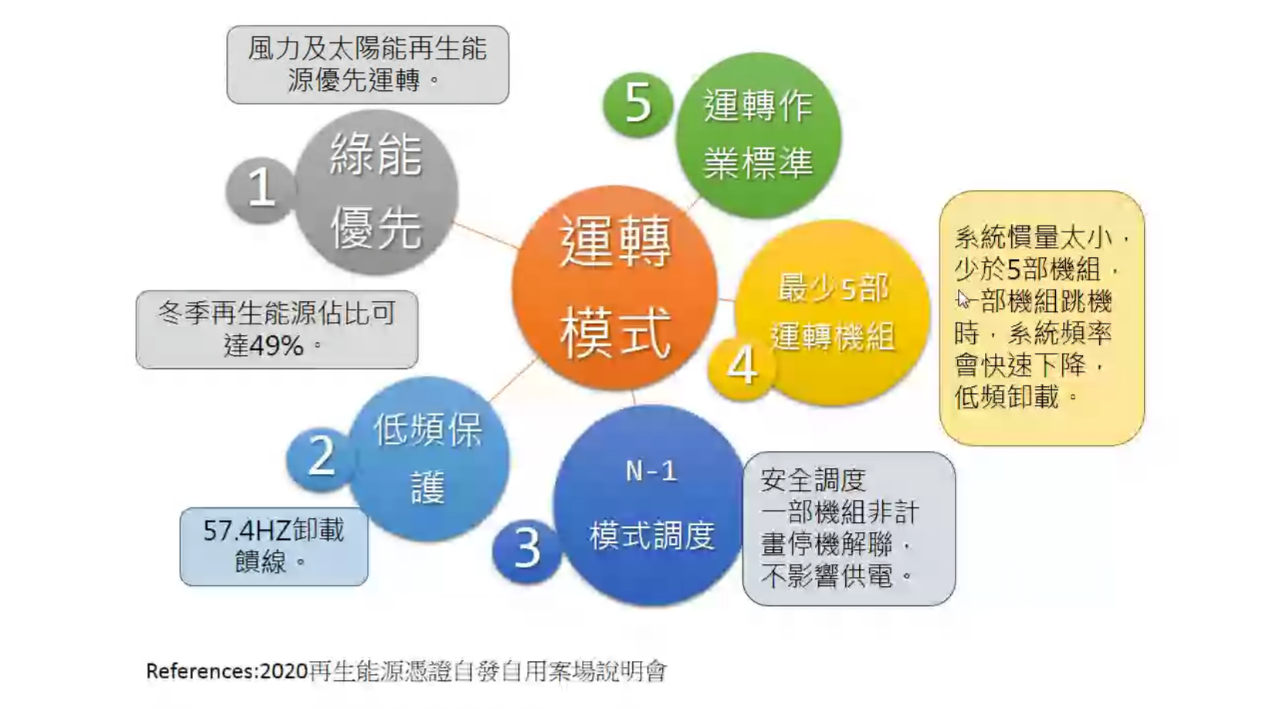 風力及太陽能再生能
源優先運轉。
1
綠能
優先
冬季再生能源佔比可
達49%。
2
低頻保
護
57.4HZ卸載
饋線。
運轉
模式
5
運轉作
業標準
最少5部
運轉機組
4
系統慣量太小，
少於5部機組，
一部機組跳機
時，系統頻率
會快速下降，
低頻卸載。
3
N-1
模式調度
安全調度
一部機組非計
畫停機解聯，
不影響供電。
References:2020再生能源憑證自發自用案場說明會